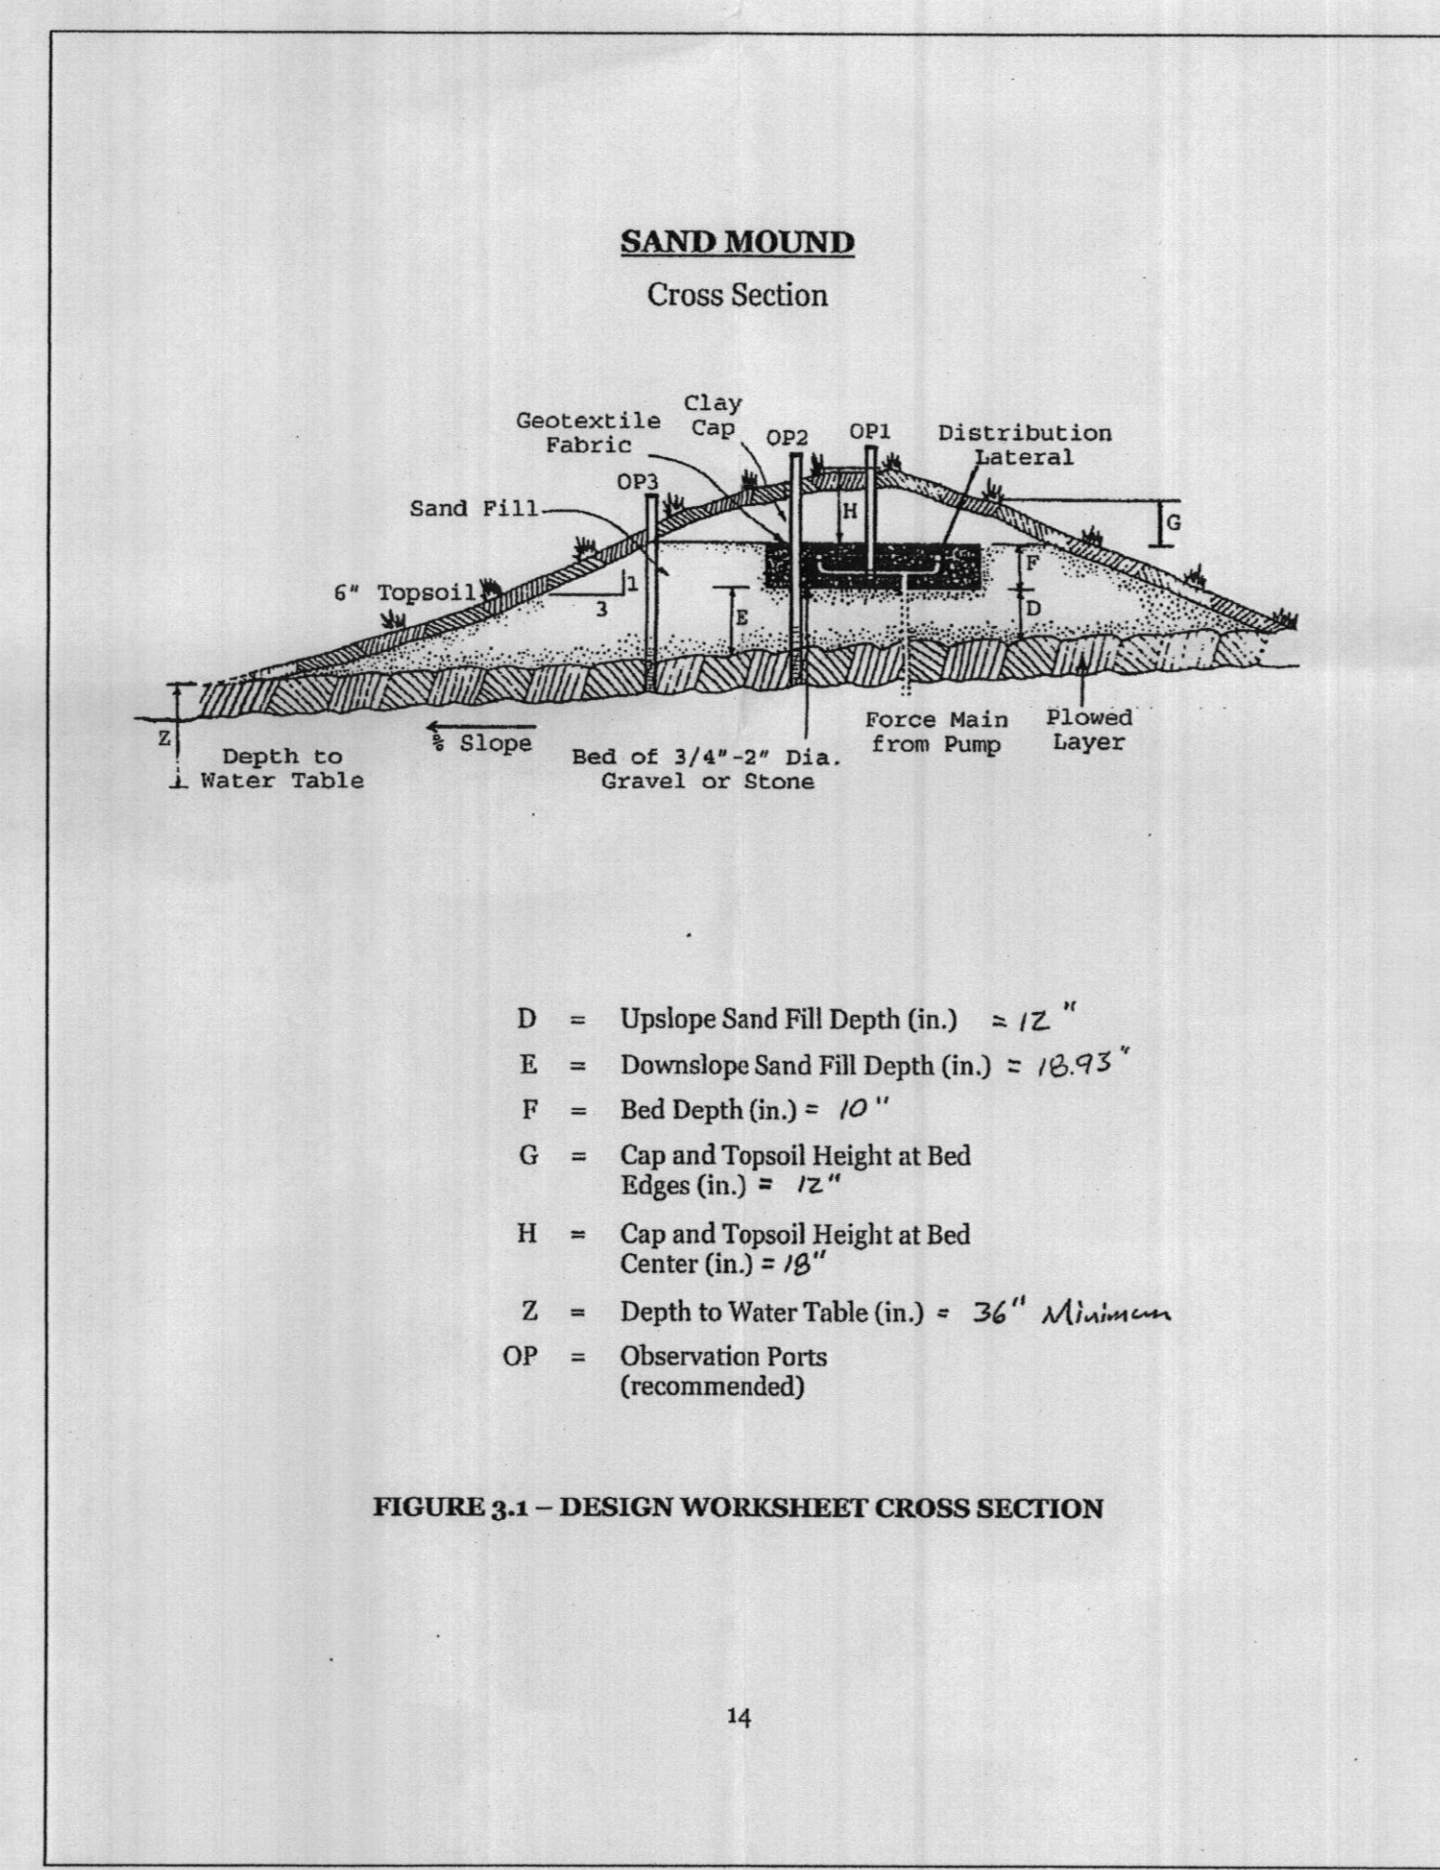 SAND MOUND
Cross Section
Clay
Cap
Geotextile
Fabric
OP2
OP1
Distribution
Lateral
OP3
Sand Fill
H
G
F
6" Topsoil
1
3
E
D
Z
Depth to
Water Table
% Slope
Bed of 3/4"-2" Dia.
Gravel or Stone
Force Main
from Pump
Plowed
Layer
D = Upslope Sand Fill Depth (in.) = 12"
E = Downslope Sand Fill Depth (in.) = 18.93"
F = Bed Depth (in.) = 10"
G = Cap and Topsoil Height at Bed
Edges (in.) = 12"
H = Cap and Topsoil Height at Bed
Center (in.) = 18"
Z = Depth to Water Table (in.) = 36" Minimum
OP = Observation Ports
(recommended)
FIGURE 3.1 – DESIGN WORKSHEET CROSS SECTION
14